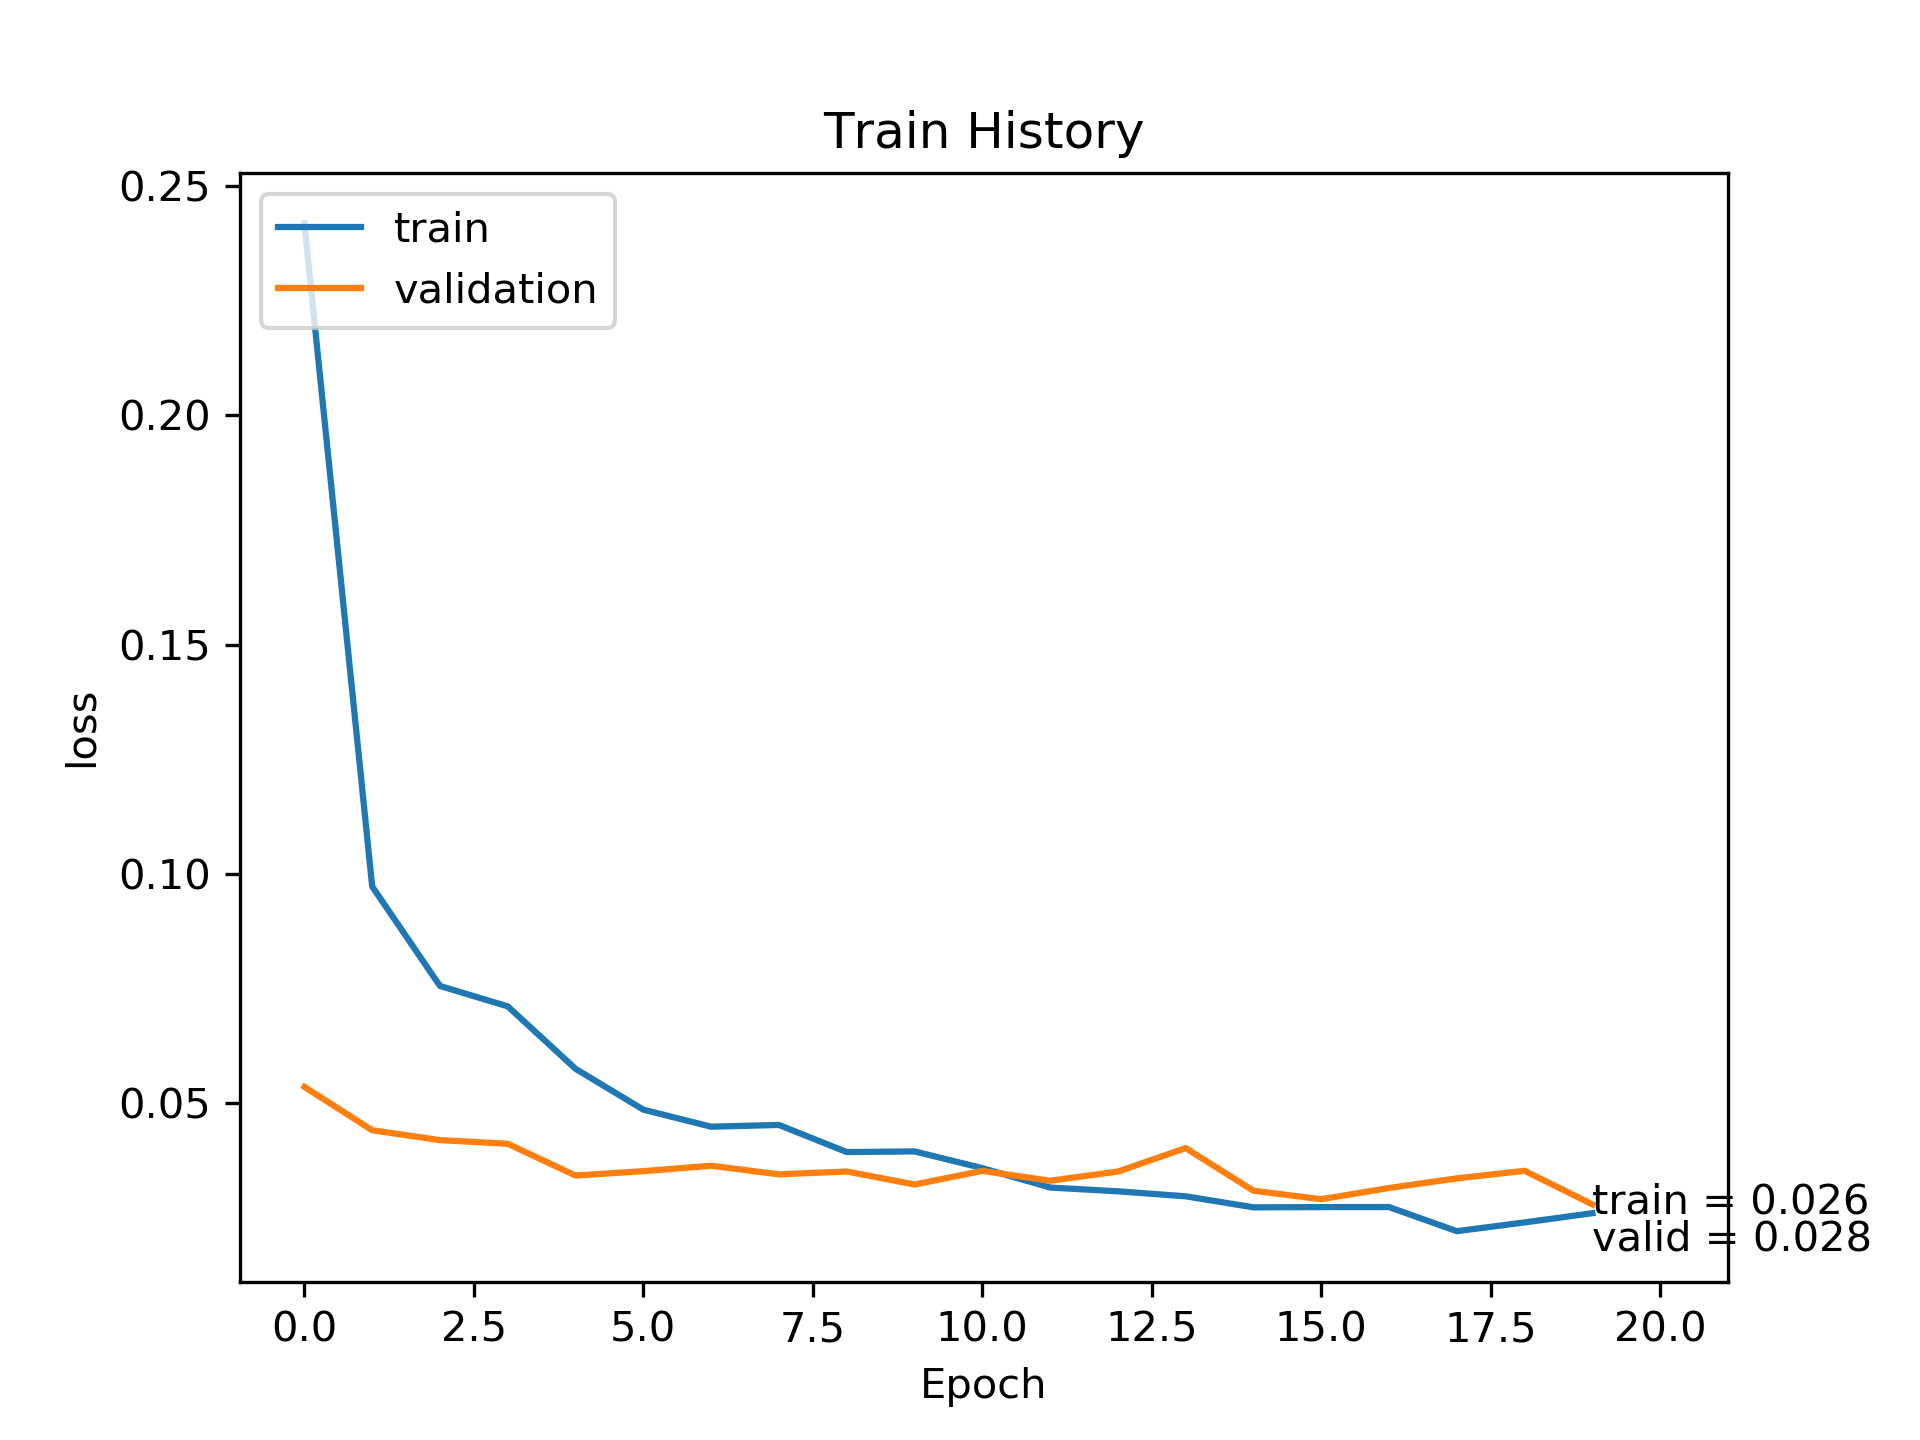 Train History
train
validation
0.25
0.20
0.15
0.10
0.05
loss
train = 0.026
valid = 0.028
0.0 2.5 5.0 7.5 10.0 12.5 15.0 17.5 20.0
Epoch